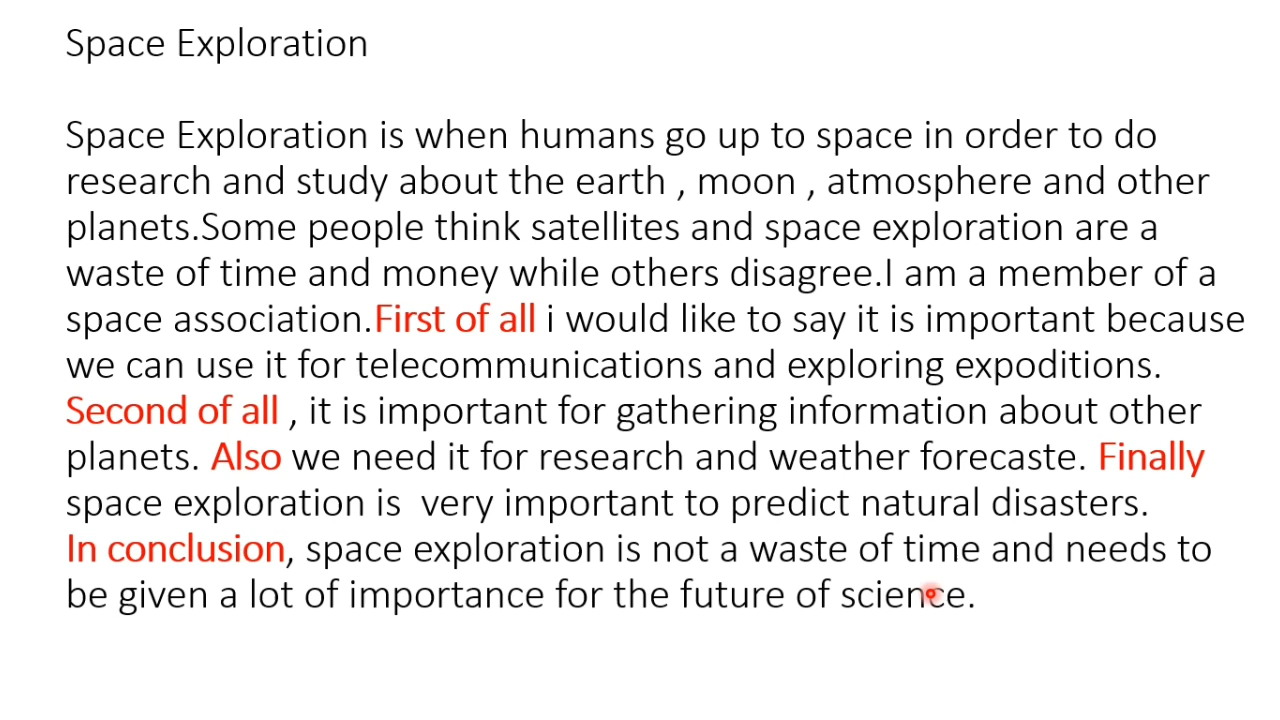 Space Exploration
Space Exploration is when humans go up to space in order to do
research and study about the earth , moon , atmosphere and other
planets.Some people think satellites and space exploration are a
waste of time and money while others disagree.I am a member of a
space association.First of all i would like to say it is important because
we can use it for telecommunications and exploring expoditions.
Second of all , it is important for gathering information about other
planets. Also we need it for research and weather forecaste. Finally
space exploration is  very important to predict natural disasters.
In conclusion, space exploration is not a waste of time and needs to
be given a lot of importance for the future of science.